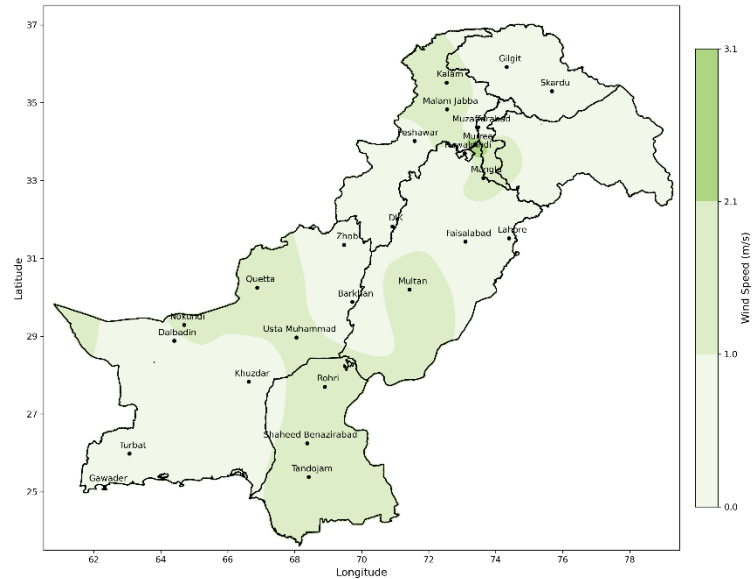 37
35
33
31
29
27
25
Latitude
62
64
66
68
70
72
74
76
78
Longitude
Gilgit
Kalam
Skardu
Malam Jabba
Muzaffarabad
Peshawar
Murree
Rawalpindi
Mangla
DIK
Zhob
Faisalabad
Lahore
Quetta
Multan
Barkhan
Nokundi
Usta Muhammad
Dalbadin
Khuzdar
Rohri
Shaheed Benazirabad
Turbat
Tandojam
Gawader
3.1
2.1
1.0
0.0
Wind Speed (m/s)